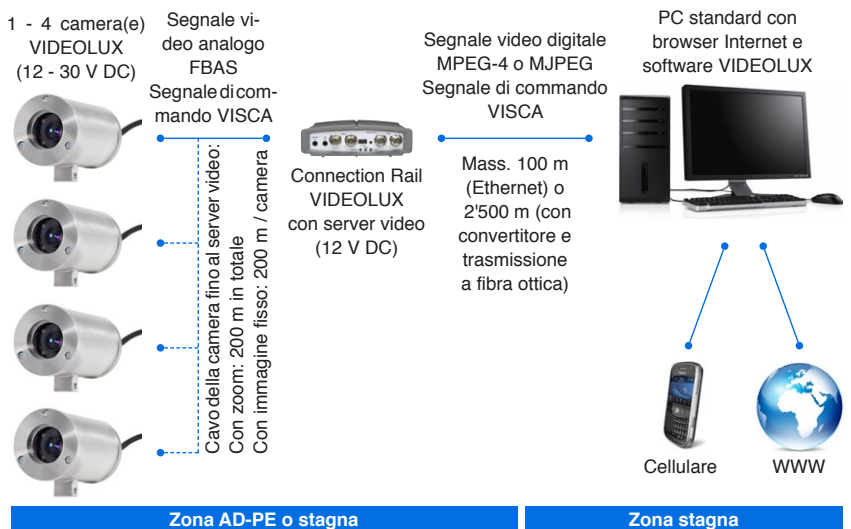 1 - 4 camera(e)
VIDEOLUX
(12 - 30 V DC)
Segnale vi-
deo analogo
FBAS
Segnale di com-
mando VISCA
Cavo della camera fino al server video:
Con zoom: 200 m in totale
Con immagine fisso: 200 m / camera
Connection Rail
VIDEOLUX
con server video
(12 V DC)
Segnale video digitale
MPEG-4 o MJPEG
Segnale di commando
VISCA
Mass. 100 m
(Ethernet) o
2'500 m (con
convertitore e
trasmissione
a fibra ottica)
PC standard con
browser Internet e
software VIDEOLUX
Cellulare
WWW
Zona AD-PE o stagna
Zona stagna